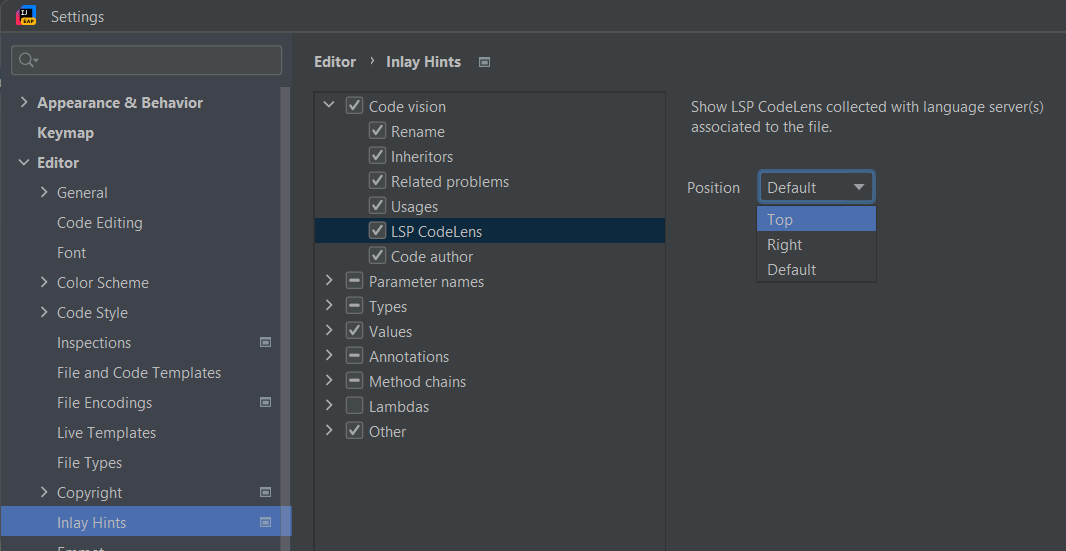 Settings
Appearance & Behavior
Keymap
Editor
General
Code Editing
Font
Color Scheme
Code Style
Inspections
File and Code Templates
File Encodings
Live Templates
File Types
Copyright
Inlay Hints
Emmet
Editor › Inlay Hints
Code vision
Rename
Inheritors
Related problems
Usages
LSP CodeLens
Code author
Parameter names
Types
Values
Annotations
Method chains
Lambdas
Other
Show LSP CodeLens collected with language server(s)
associated to the file.
Position Default
Top
Right
Default